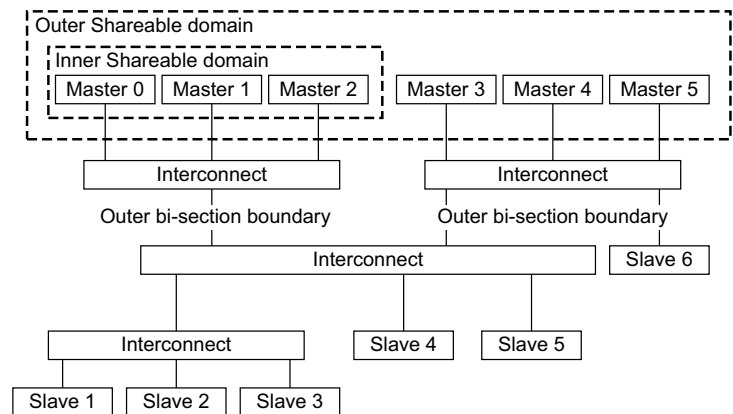 Outer Shareable domain
Inner Shareable domain
Master 0 Master 1 Master 2 Master 3 Master 4 Master 5
Interconnect Interconnect
Outer bi-section boundary Outer bi-section boundary
Interconnect Slave 6
Interconnect Slave 4 Slave 5
Slave 1 Slave 2 Slave 3